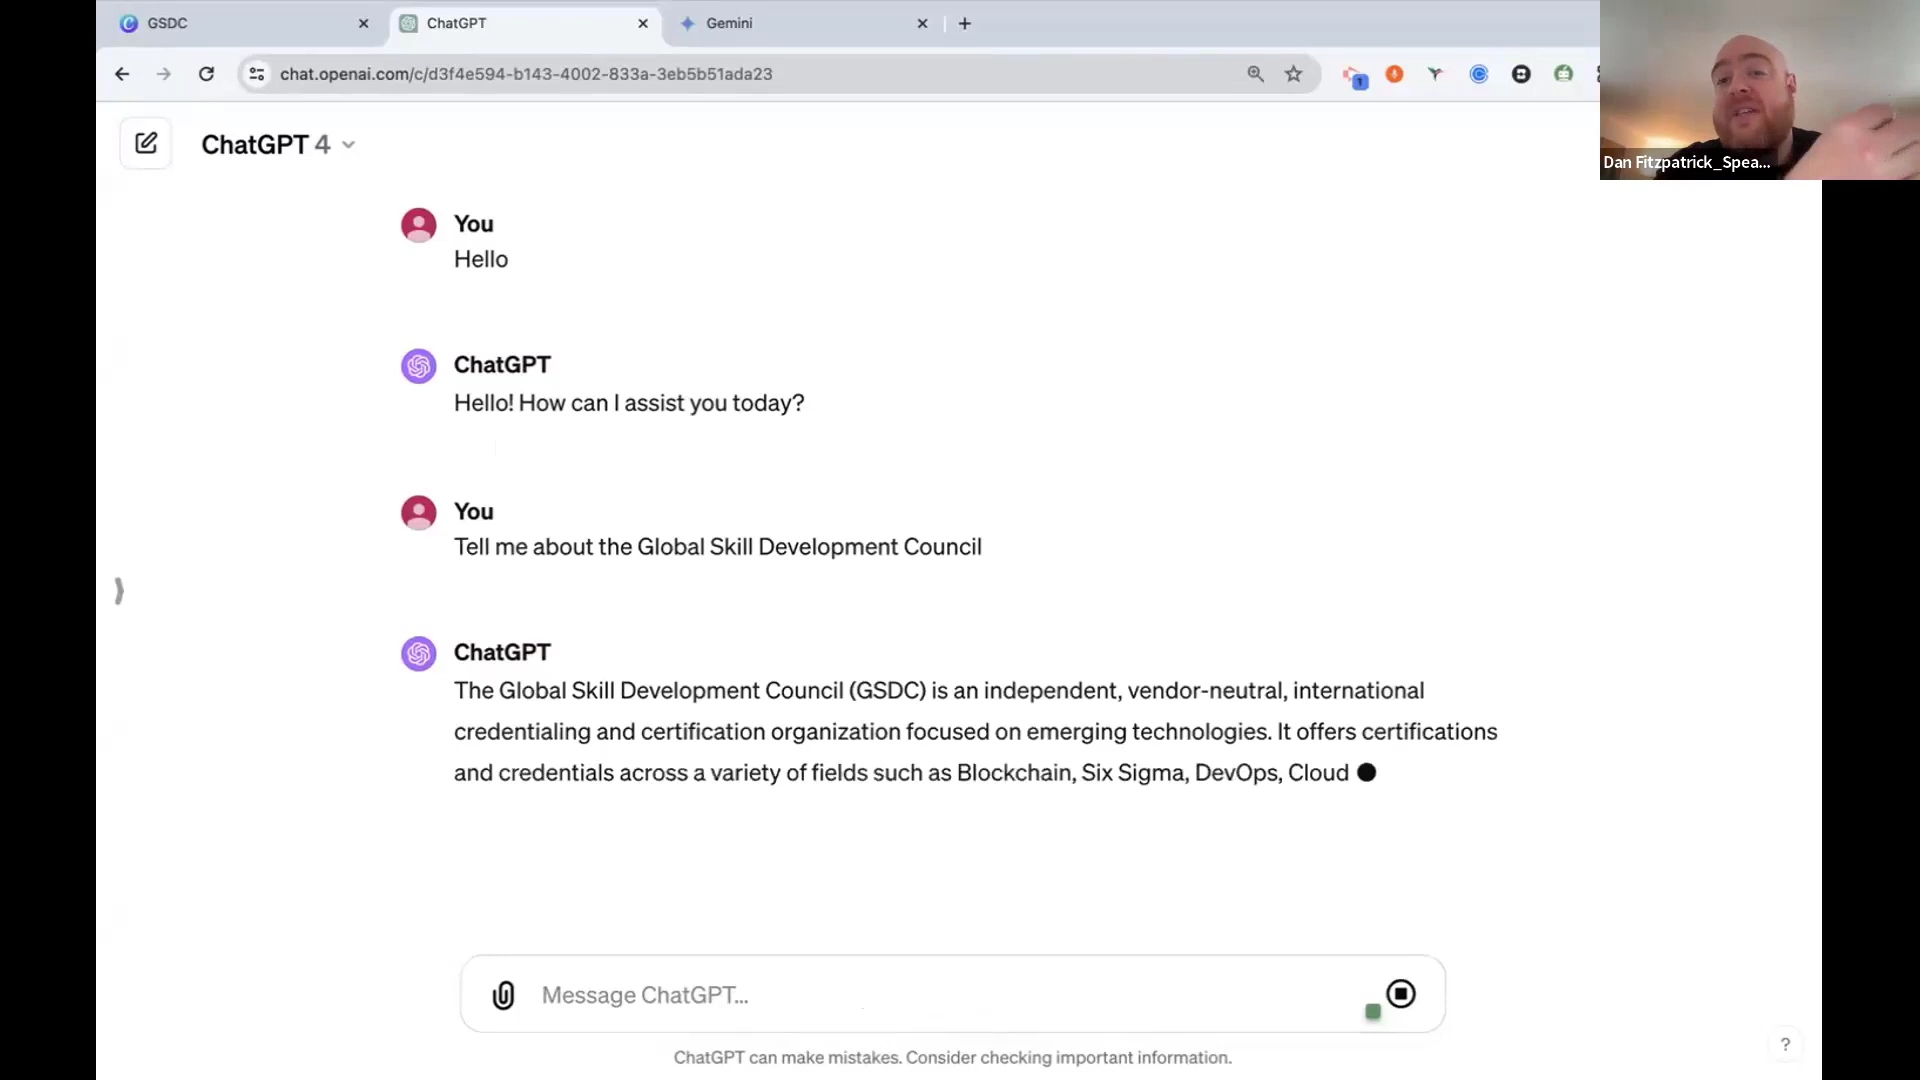 GSDC
ChatGPT
Gemini
chat.openai.com/c/d3f4e594-b143-4002-833a-3eb5b51ada23
1
Dan Fitzpatrick_Spea...
ChatGPT 4
You
Hello
ChatGPT
Hello! How can I assist you today?
You
Tell me about the Global Skill Development Council
ChatGPT
The Global Skill Development Council (GSDC) is an independent, vendor-neutral, international
credentialing and certification organization focused on emerging technologies. It offers certifications
and credentials across a variety of fields such as Blockchain, Six Sigma, DevOps, Cloud
Message ChatGPT...
ChatGPT can make mistakes. Consider checking important information.
?